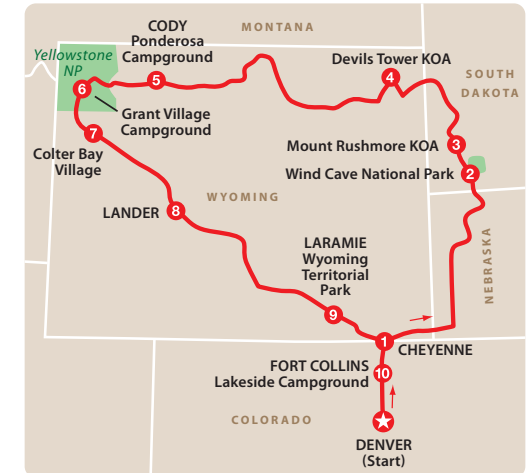 MONTANA
CODY
Ponderosa
Campground
Yellowstone
NP
5
Devils Tower KOA
4
SOUTH
DAKOTA
6
Grant Village
Campground
7
Colter Bay
Village
Mount Rushmore KOA
3
Wind Cave National Park
2
WYOMING
LANDER
8
NEBRASKA
LARAMIE
Wyoming
Territorial
Park
9
1
CHEYENNE
FORT COLLINS
Lakeside Campground
10
COLORADO
DENVER
(Start)